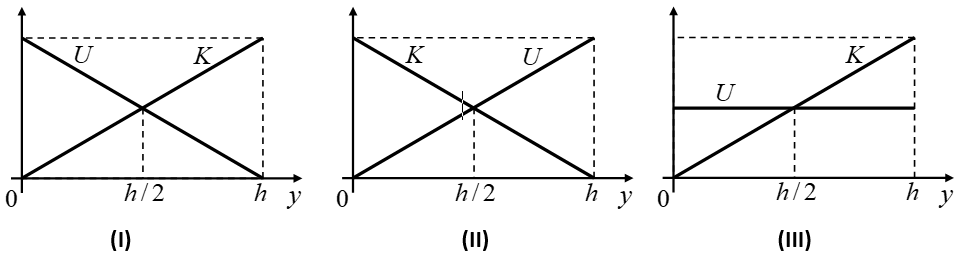 U K
0 h/2 h y
(I)
K U
0 h/2 h y
(II)
U K
0 h/2 h y
(III)